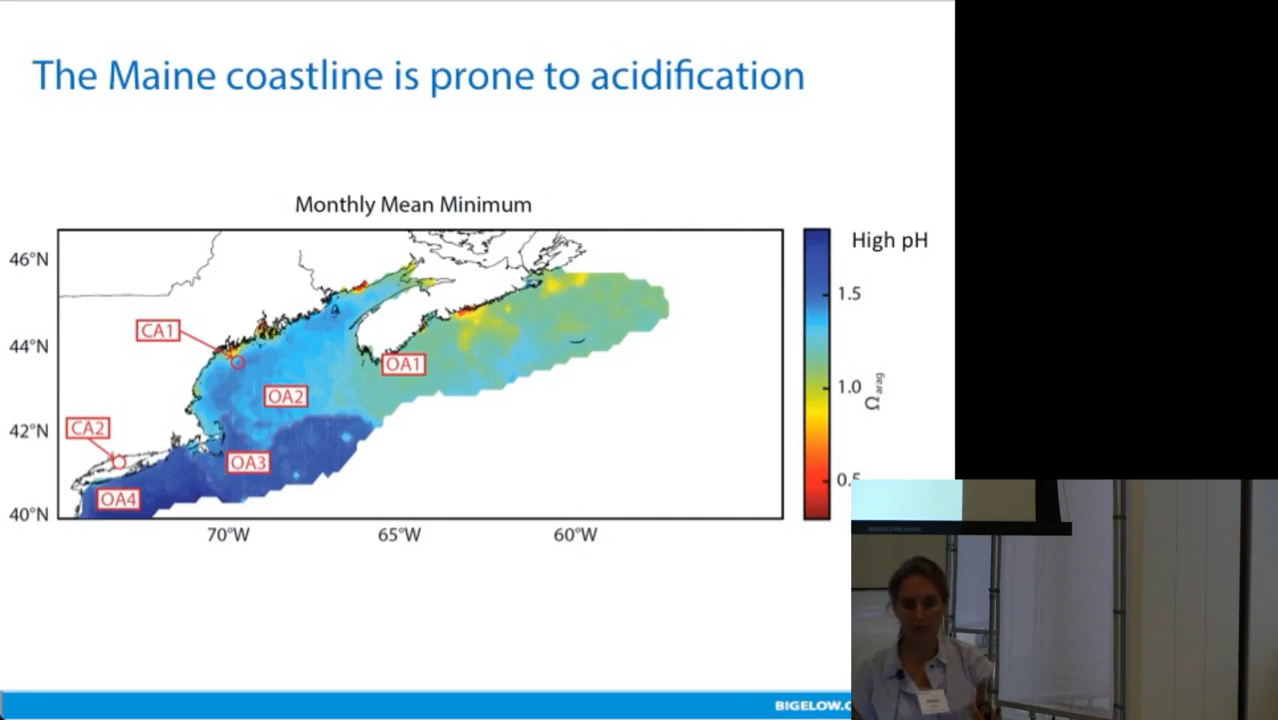 The Maine coastline is prone to acidification
Monthly Mean Minimum
46°N
44°N
42°N
40°N
70°W
65°W
60°W
CA1
OA1
OA2
CA2
OA3
OA4
High pH
1.5
1.0
0.5
Ω arag
BIGELOW.